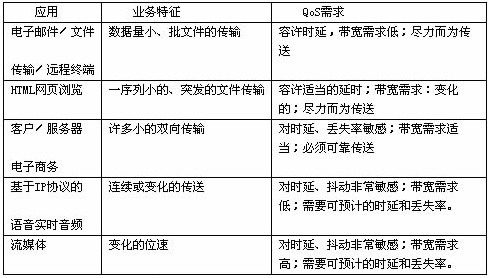 应用 业务特征 QoS需求
电子邮件/文件 数据量小、批文件的传输 容许时延，带宽需求低；尽力而为传
传输/远程终端 送
HTML网页浏览 一序列小的、突发的文件传输 容许适当的延时；带宽需求：变化
的；尽力而为传送
客户/服务器 许多小的双向传输 对时延、丢失率敏感；带宽需求适
电子商务 当；必须可靠传送
基于IP协议的 连续或变化的传送 对时延、抖动非常敏感；带宽需求
语音实时音频 低；需要可预计的时延和丢失率。
流媒体 变化的位速 对时延、抖动非常敏感；带宽需求
高；需要可预计的时延和丢失率。